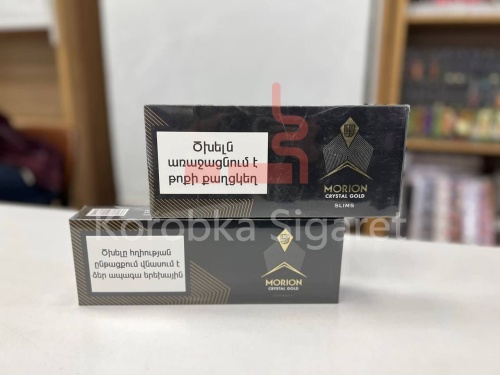 Ծխելն
առաջացնում է
թոքի քաղցկեղ
MORION
CRYSTAL GOLD
SLIMS
Korobka Sigaret
Ծխելը հղիության
ընթացքում վնասում է
ձեր ապագա երեխային
MORION
CRYSTAL GOLD